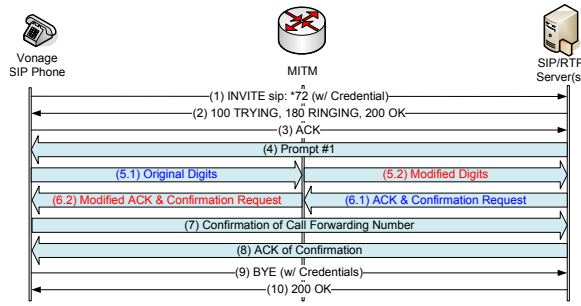 Vonage
SIP Phone
MITM
SIP/RTP
Server(s)
(1) INVITE sip: *72 (w/ Credential)
(2) 100 TRYING, 180 RINGING, 200 OK
(3) ACK
(4) Prompt #1
(5.1) Original Digits
(5.2) Modified Digits
(6.2) Modified ACK & Confirmation Request
(6.1) ACK & Confirmation Request
(7) Confirmation of Call Forwarding Number
(8) ACK of Confirmation
(9) BYE (w/ Credentials)
(10) 200 OK